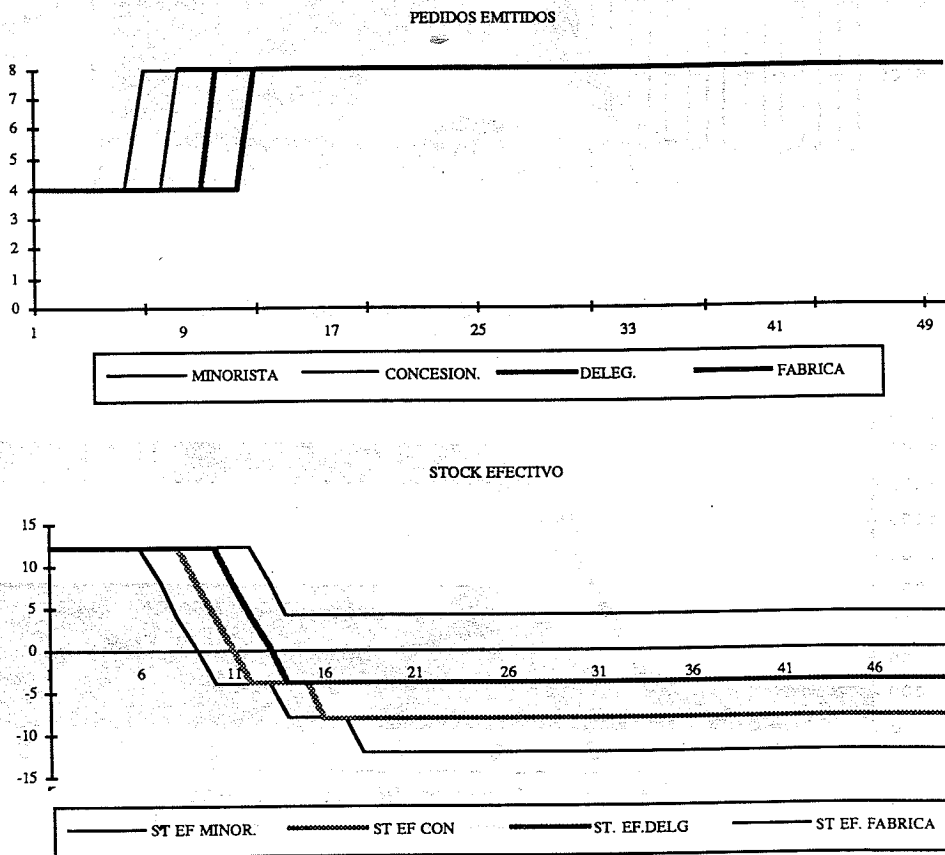 PEDIDOS EMITIDOS
8
7
6
5
4
3
2
1
0
1 9 17 25 33 41 49
MINORISTA CONCESION. DELEG. FABRICA
STOCK EFECTIVO
15
10
5
0
6 11 16 21 26 31 36 41 46
-5
-10
-15
ST EF MINOR. ST EF CON ST. EF.DELG ST EF. FABRICA